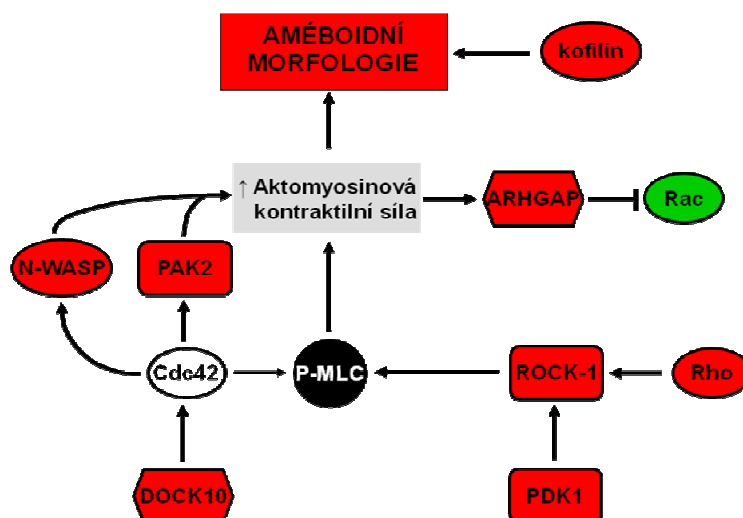 AMÉBOIDNÍ
MORFOLOGIE
kofilin
↑ Aktomyosinová
kontraktilní síla
ARHGAP
Rac
N-WASP
PAK2
Cdc42
P-MLC
ROCK-1
Rho
DOCK10
PDK1